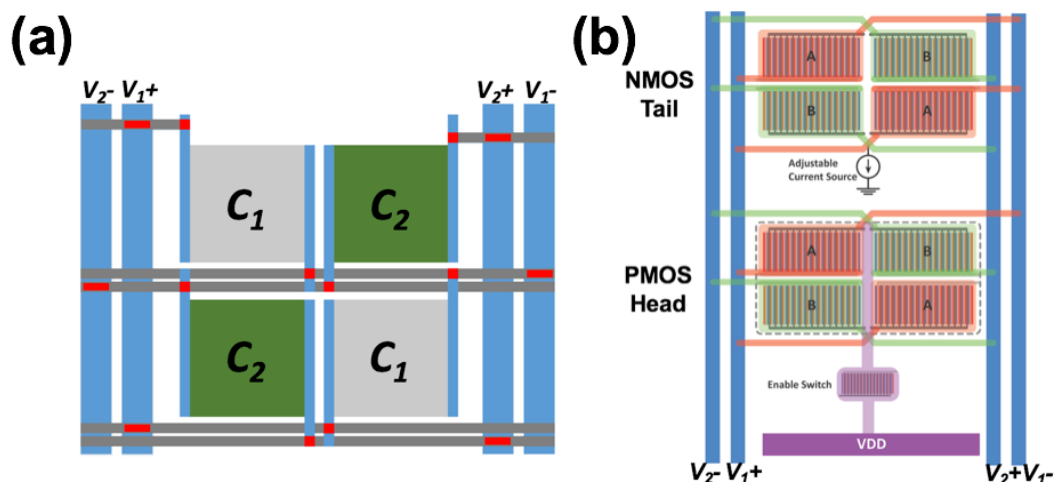 (a)
V2- V1+ V2+ V1-
C1 C2
C2 C1
(b)
NMOS
Tail
A B
B A
Adjustable
Current Source
PMOS
Head
A B
B A
Enable Switch
VDD
V2- V1+ V2+ V1-